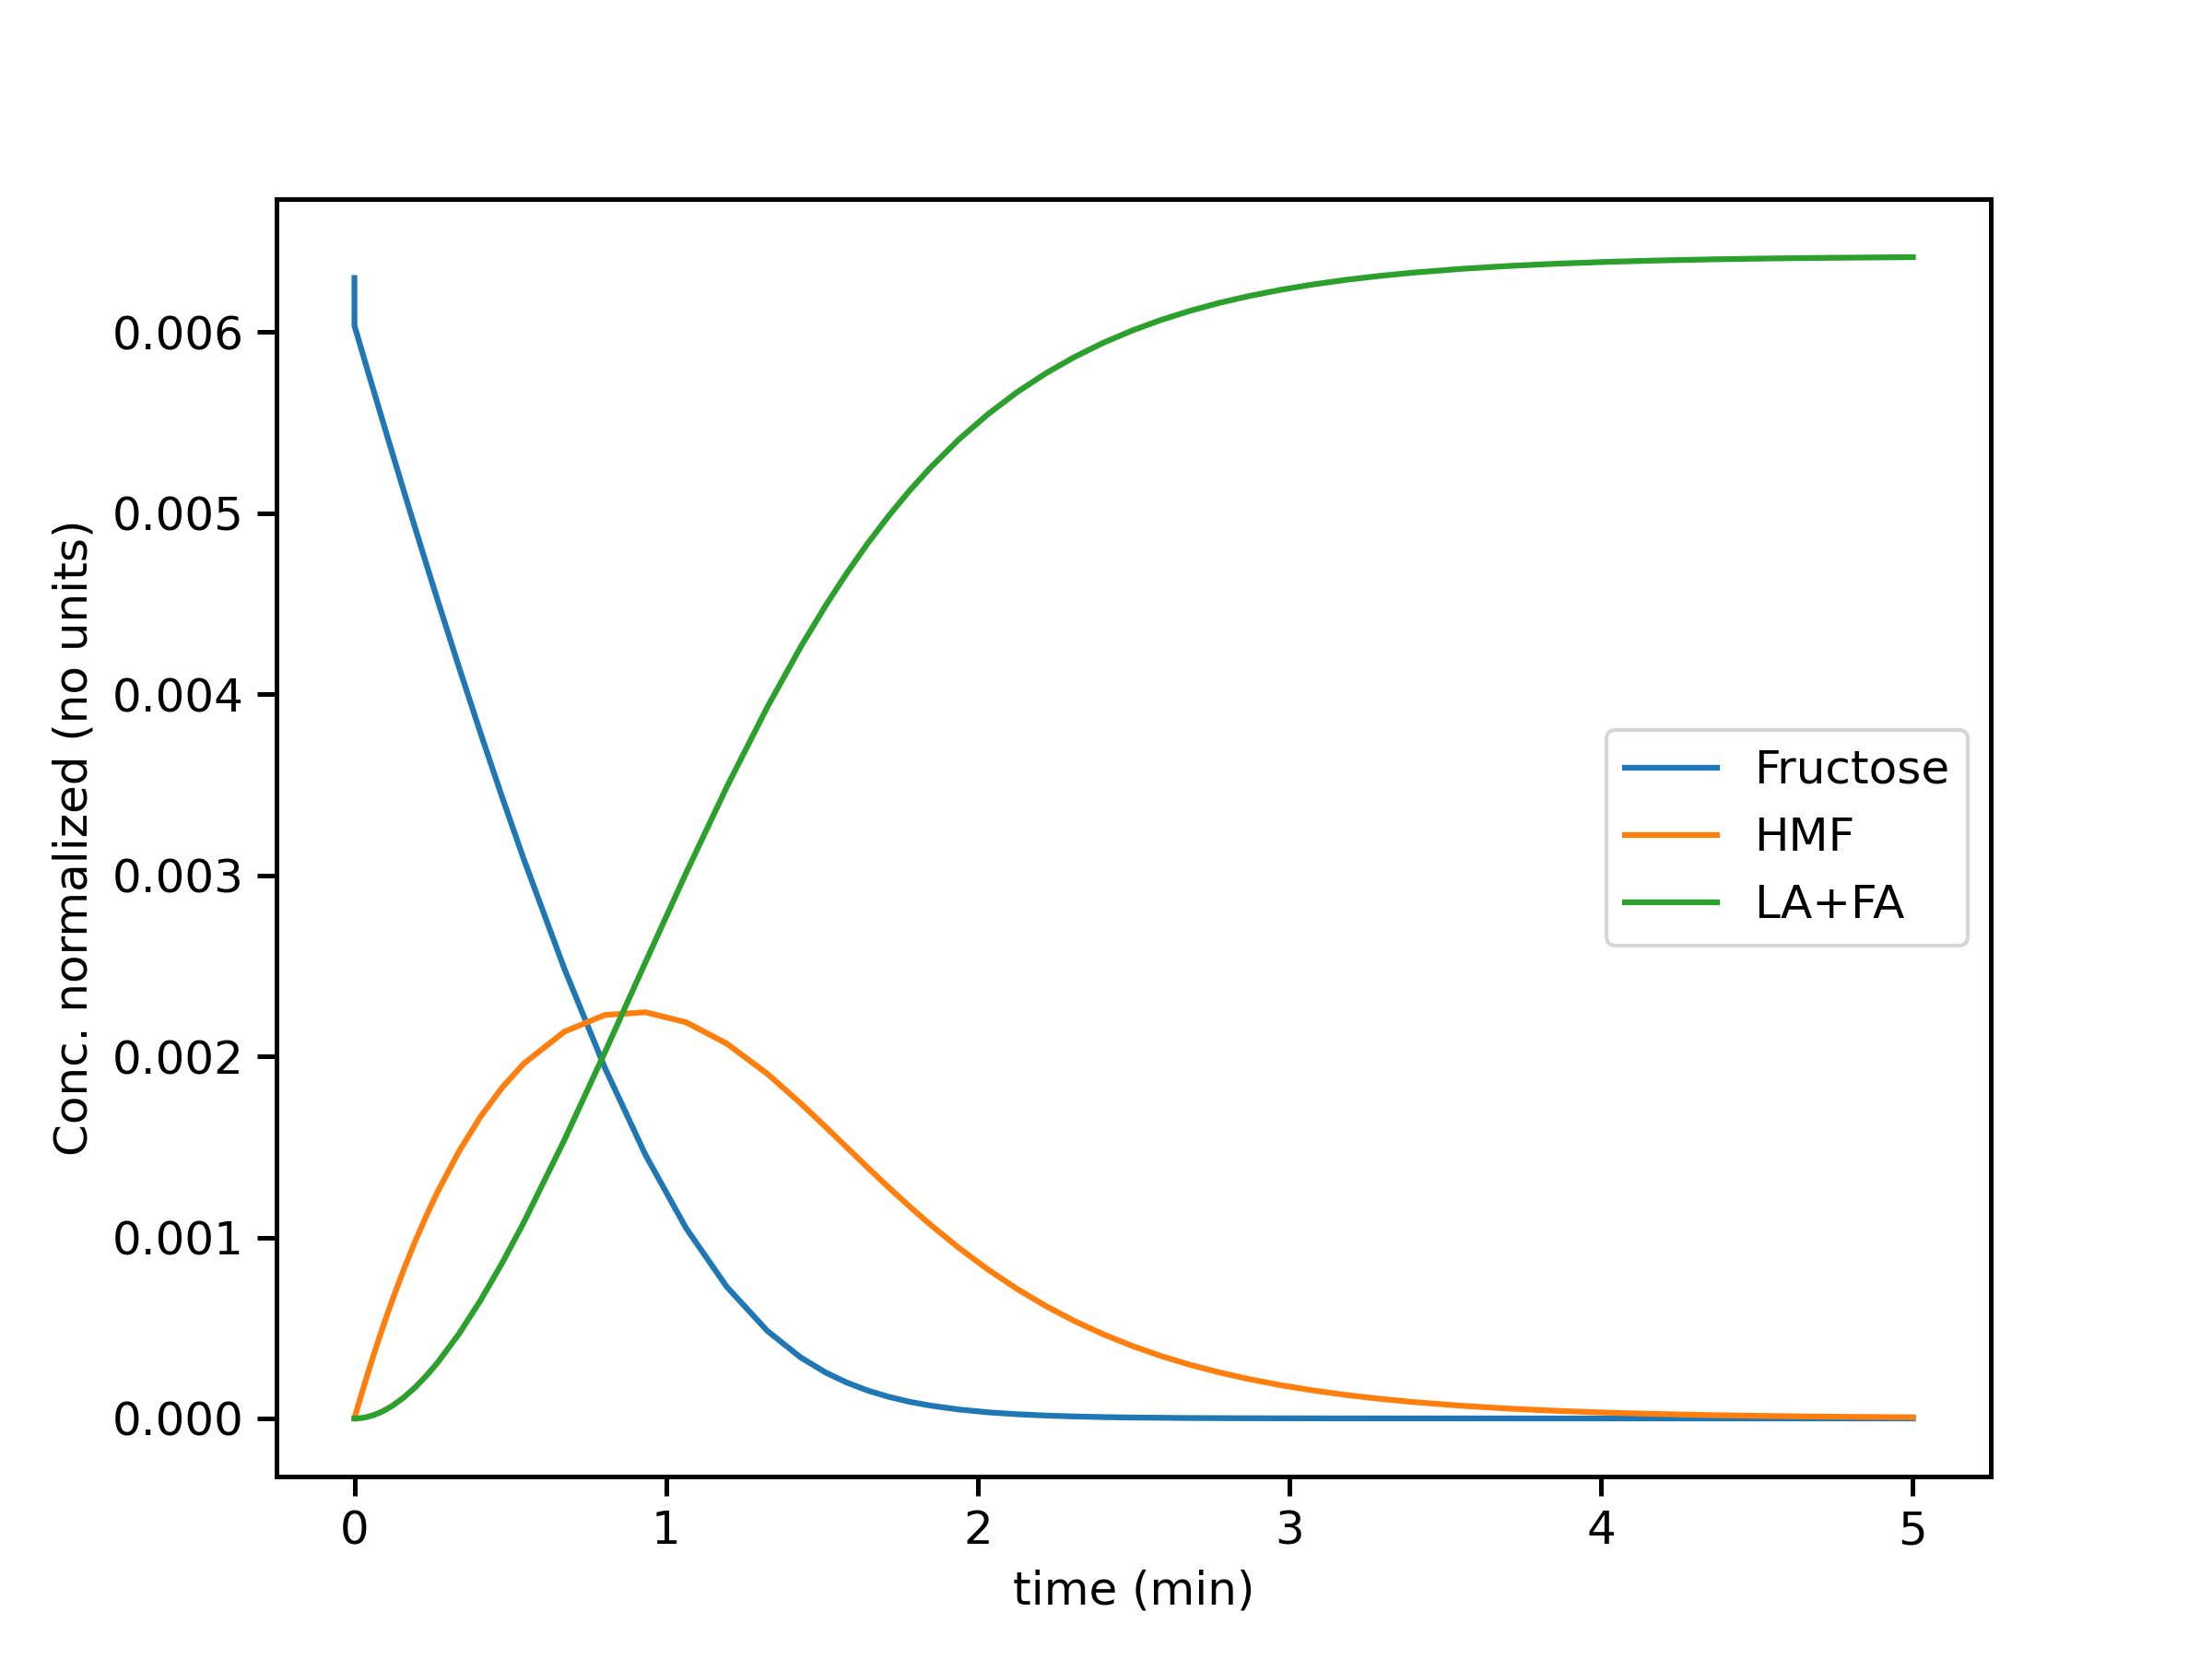 0.006
0.005
0.004
0.003
0.002
0.001
0.000
Conc. normalized (no units)
Fructose
HMF
LA+FA
0 1 2 3 4 5
time (min)